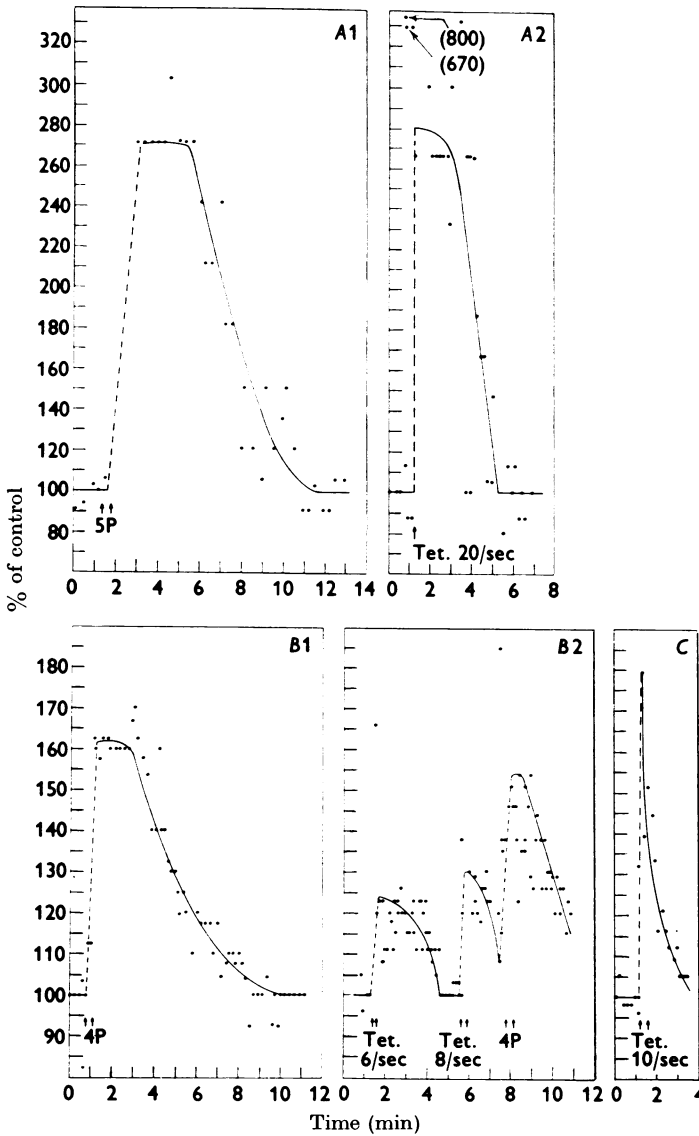 % of control
A1
320
300
280
260
240
220
200
180
160
140
120
100
80
5P
0 2 4 6 8 10 12 14
A2
(800)
(670)
Tet. 20/sec
0 2 4 6 8
B1
180
170
160
150
140
130
120
110
100
90
4P
0 2 4 6 8 10 12
B2
Tet. Tet. 4P
6/sec 8/sec
0 2 4 6 8 10 12
C
Tet.
10/sec
0 2 4
Time (min)